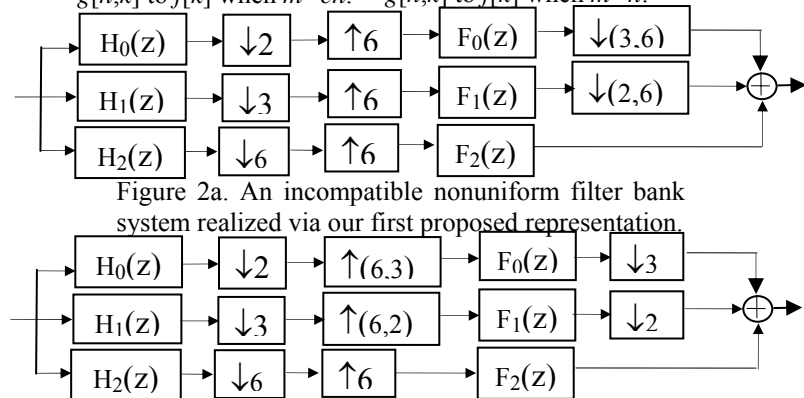 H0(z) ↓2 ↑6 F0(z) ↓(3,6)
H1(z) ↓3 ↑6 F1(z) ↓(2,6)
H2(z) ↓6 ↑6 F2(z)
Figure 2a. An incompatible nonuniform filter bank
system realized via our first proposed representation.
H0(z) ↓2 ↑(6,3) F0(z) ↓3
H1(z) ↓3 ↑(6,2) F1(z) ↓2
H2(z) ↓6 ↑6 F2(z)